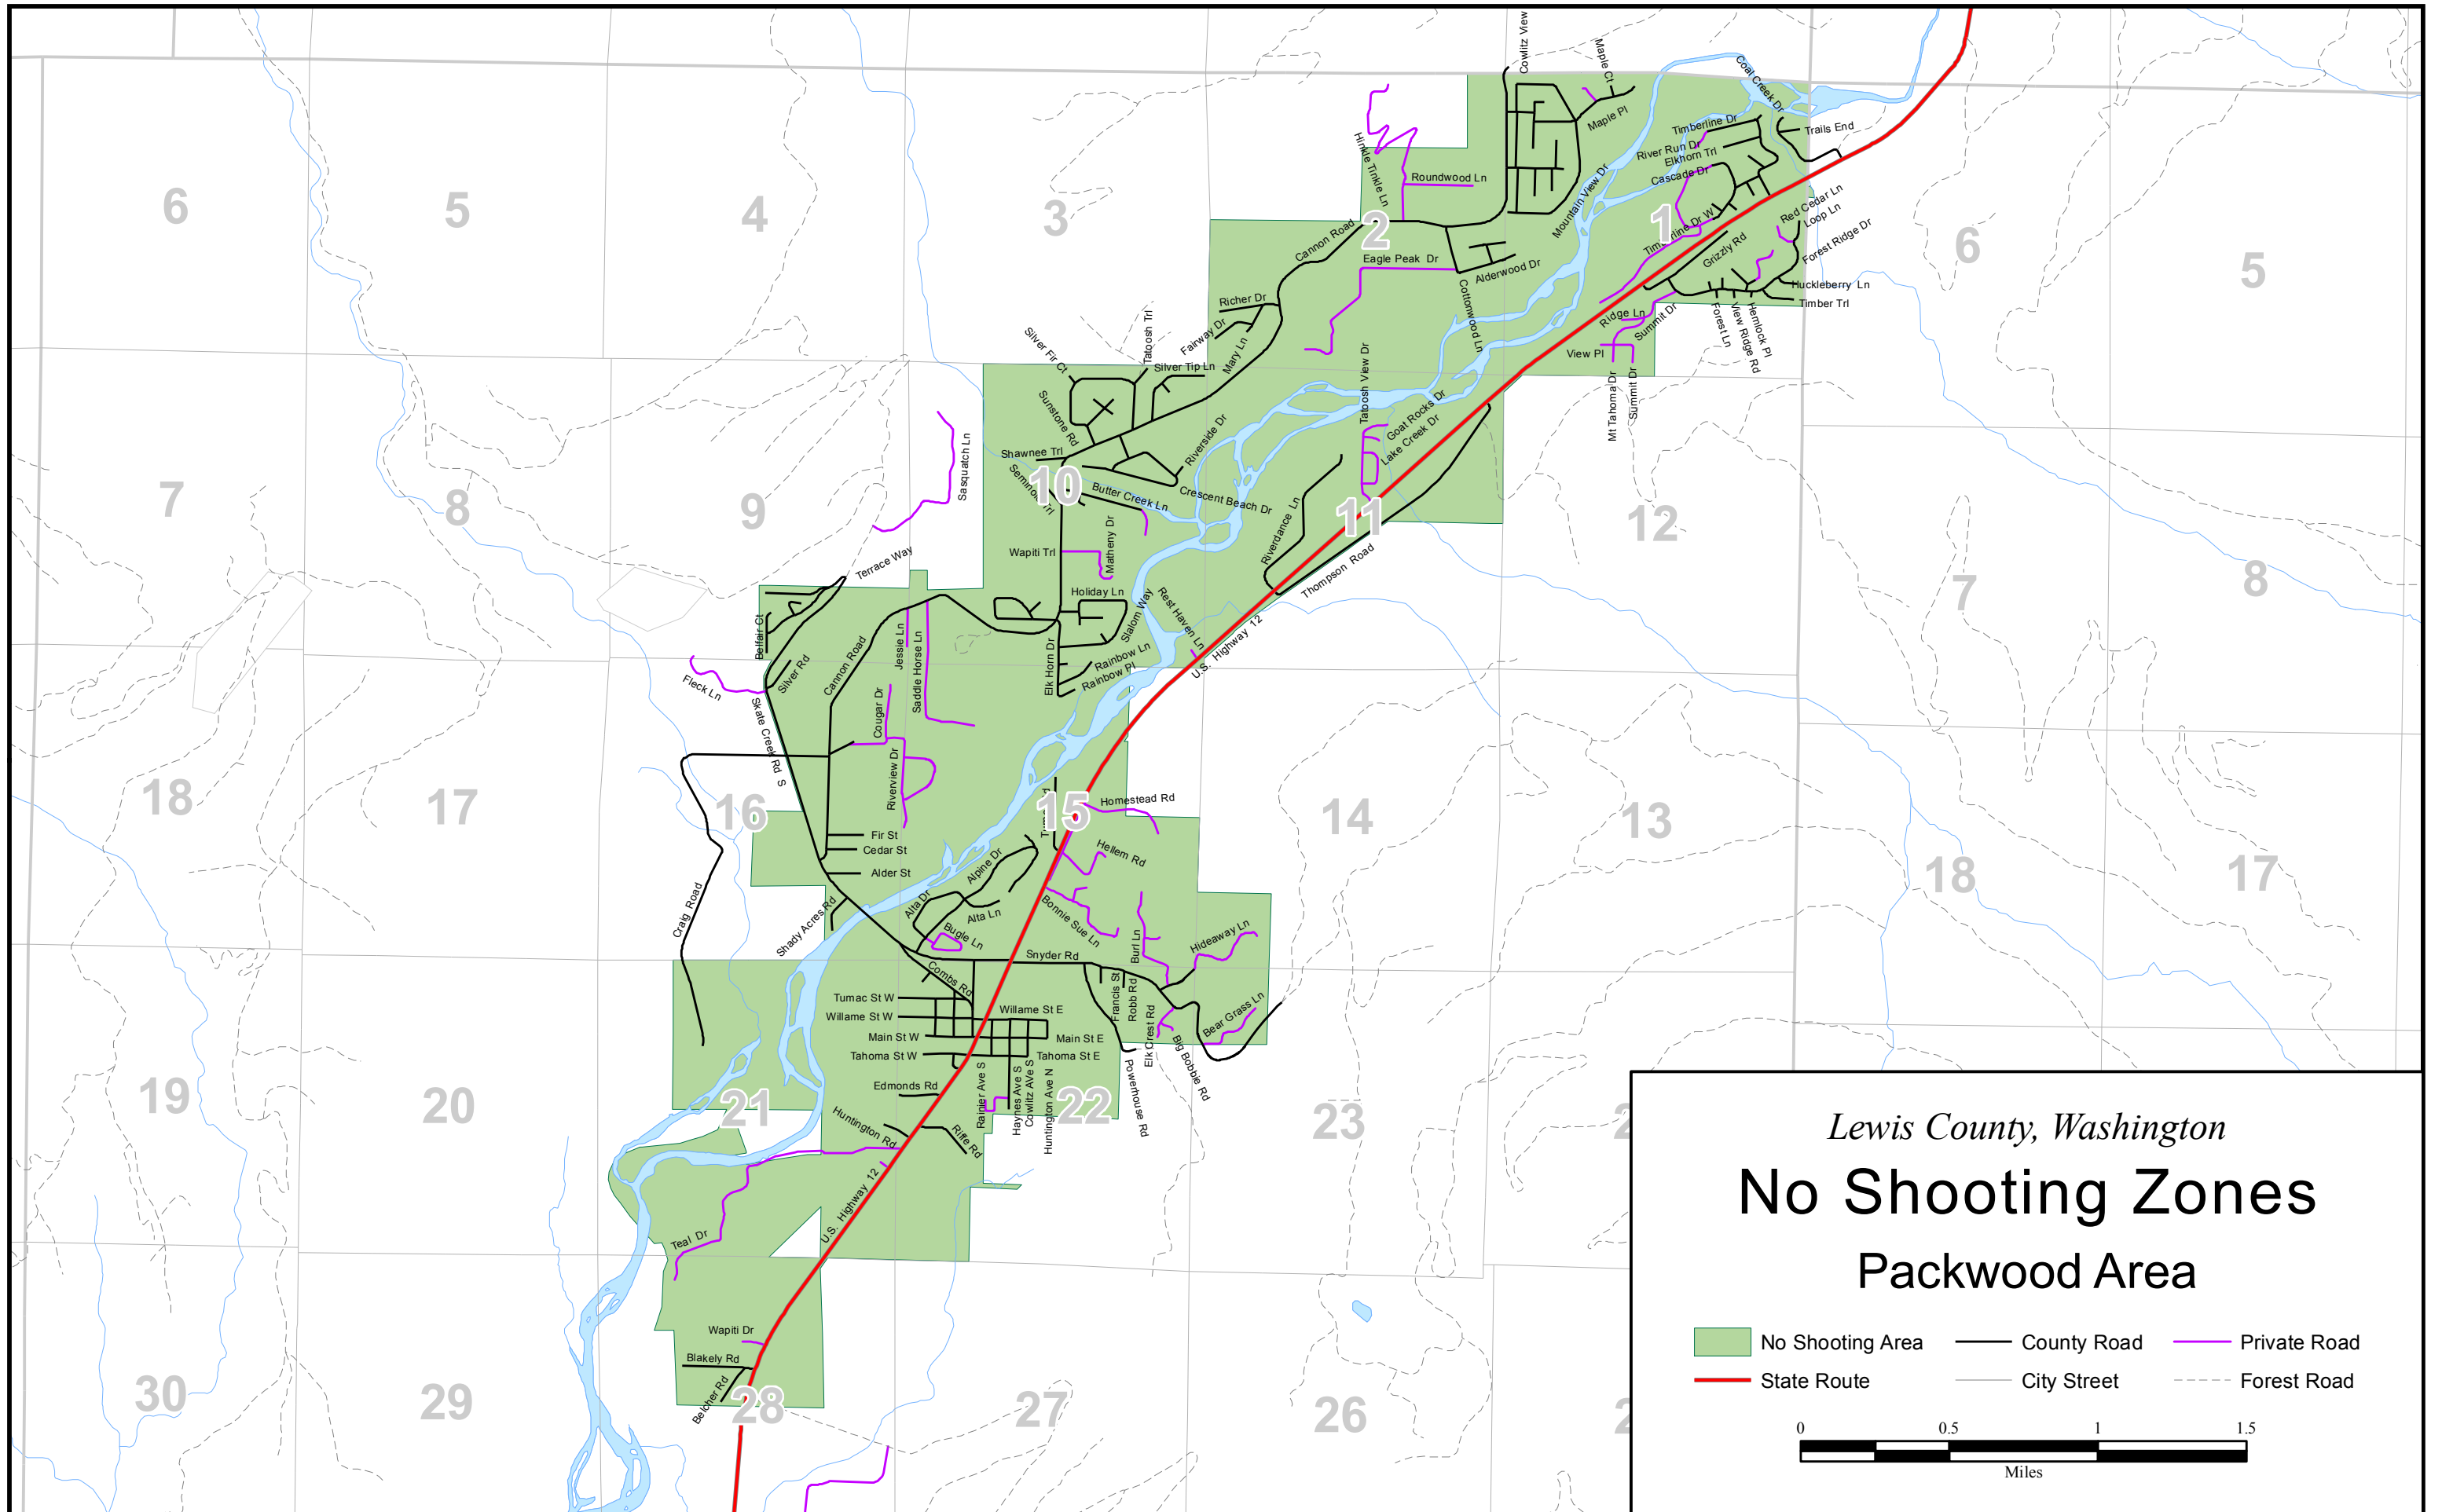 Cowlitz View
Maple Ct
Maple Pl
Coal Creek Dr
Timberline Dr
Trails End
River Run Dr
Elkhorn Trl
Cascade Dr
Hinkle Tinkle Ln
Roundwood Ln
Mountain View Dr
Timberline Dr W
Red Cedar Ln
Loop Ln
Forest Ridge Dr
Grizzly Rd
Huckleberry Ln
Timber Trl
6
5
4
3
2
1
6
5
Cannon Road
Eagle Peak Dr
Alderwood Dr
Cottonwood Ln
Richer Dr
Fairway Dr
Mary Ln
Ridge Ln
Summit Dr
Forest Ln
View Ridge Rd
Hemlock Pl
View Pl
Mt Tahoma Dr
Summit Dr
Silver Fir Ct
Tatoosh Trl
Silver Tip Ln
Sunstone Rd
Tatoosh View Dr
Goat Rocks Dr
Lake Creek Dr
Riverside Dr
Shawnee Trl
Seminole Trl
Sasquatch Ln
Butter Creek Ln
Crescent Beach Dr
7
8
9
10
11
12
7
8
Wapiti Trl
Matheny Dr
Riverdance Ln
Thompson Road
Terrace Way
Holiday Ln
Slalom Way
Rest Haven Ln
U.S. Highway 12
Belfair Ct
Silver Rd
Cannon Road
Jessie Ln
Saddle Horse Ln
Elk Horn Dr
Rainbow Ln
Rainbow Pl
Fleck Ln
Skate Creek Rd S
Cougar Dr
Riverview Dr
18
17
16
15
14
13
18
17
Homestead Rd
Fir St
Cedar St
Alder St
Hellem Rd
Alpine Dr
Alta Dr
Alta Ln
Bugle Ln
Bonnie Sue Ln
Burl Ln
Hideaway Ln
Craig Road
Shady Acres Rd
Snyder Rd
Combs Rd
Tumac St W
Willame St W
Main St W
Tahoma St W
Willame St E
Main St E
Tahoma St E
Francis St
Robb Rd
Elk Crest Rd
Bear Grass Ln
Big Bobbie Rd
Powerhouse Rd
Edmonds Rd
Huntington Rd
Riffe Rd
Rainier Ave S
Haynes Ave S
Cowlitz AVe S
Huntington Ave N
19
20
21
22
23
U.S. Highway 12
Teal Dr
Wapiti Dr
Blakely Rd
Belcher Rd
30
29
28
27
26
Lewis County, Washington
No Shooting Zones
Packwood Area
No Shooting Area
County Road
Private Road
State Route
City Street
Forest Road
0 0.5 1 1.5
Miles